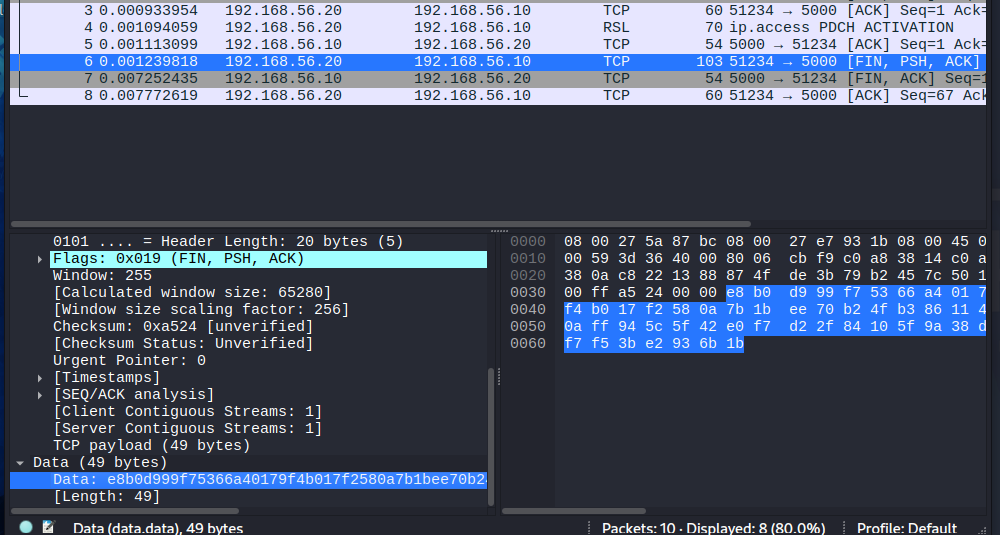 3 0.000933954 192.168.56.20 192.168.56.10 TCP 60 51234 → 5000 [ACK] Seq=1 Ack=
4 0.001094059 192.168.56.20 192.168.56.10 RSL 70 ip.access PDCH ACTIVATION
5 0.001113099 192.168.56.10 192.168.56.20 TCP 54 5000 → 51234 [ACK] Seq=1 Ack=
6 0.001239818 192.168.56.20 192.168.56.10 TCP 103 51234 → 5000 [FIN, PSH, ACK]
7 0.007252435 192.168.56.10 192.168.56.20 TCP 54 5000 → 51234 [FIN, ACK] Seq=1
8 0.007772619 192.168.56.20 192.168.56.10 TCP 60 51234 → 5000 [ACK] Seq=67 Ack
0101 .... = Header Length: 20 bytes (5)
Flags: 0x019 (FIN, PSH, ACK)
Window: 255
[Calculated window size: 65280]
[Window size scaling factor: 256]
Checksum: 0xa524 [unverified]
[Checksum Status: Unverified]
Urgent Pointer: 0
[Timestamps]
[SEQ/ACK analysis]
[Client Contiguous Streams: 1]
[Server Contiguous Streams: 1]
TCP payload (49 bytes)
Data (49 bytes)
Data: e8b0d999f75366a40179f4b017f2580a7b1bee70b2
[Length: 49]
0000 08 00 27 5a 87 bc 08 00 27 e7 93 1b 08 00 45 0
0010 00 59 3d 36 40 00 80 06 cb f9 c0 a8 38 14 c0 a
0020 38 0a c8 22 13 88 87 4f de 3b 79 b2 45 7c 50 1
0030 00 ff a5 24 00 00 e8 b0 d9 99 f7 53 66 a4 01 7
0040 f4 b0 17 f2 58 0a 7b 1b ee 70 b2 4f b3 86 11 4
0050 0a ff 94 5c 5f 42 e0 f7 d2 2f 84 10 5f 9a 38 d
0060 f7 f5 3b e2 93 6b 1b
Data (data.data), 49 bytes
Packets: 10 · Displayed: 8 (80.0%)
Profile: Default